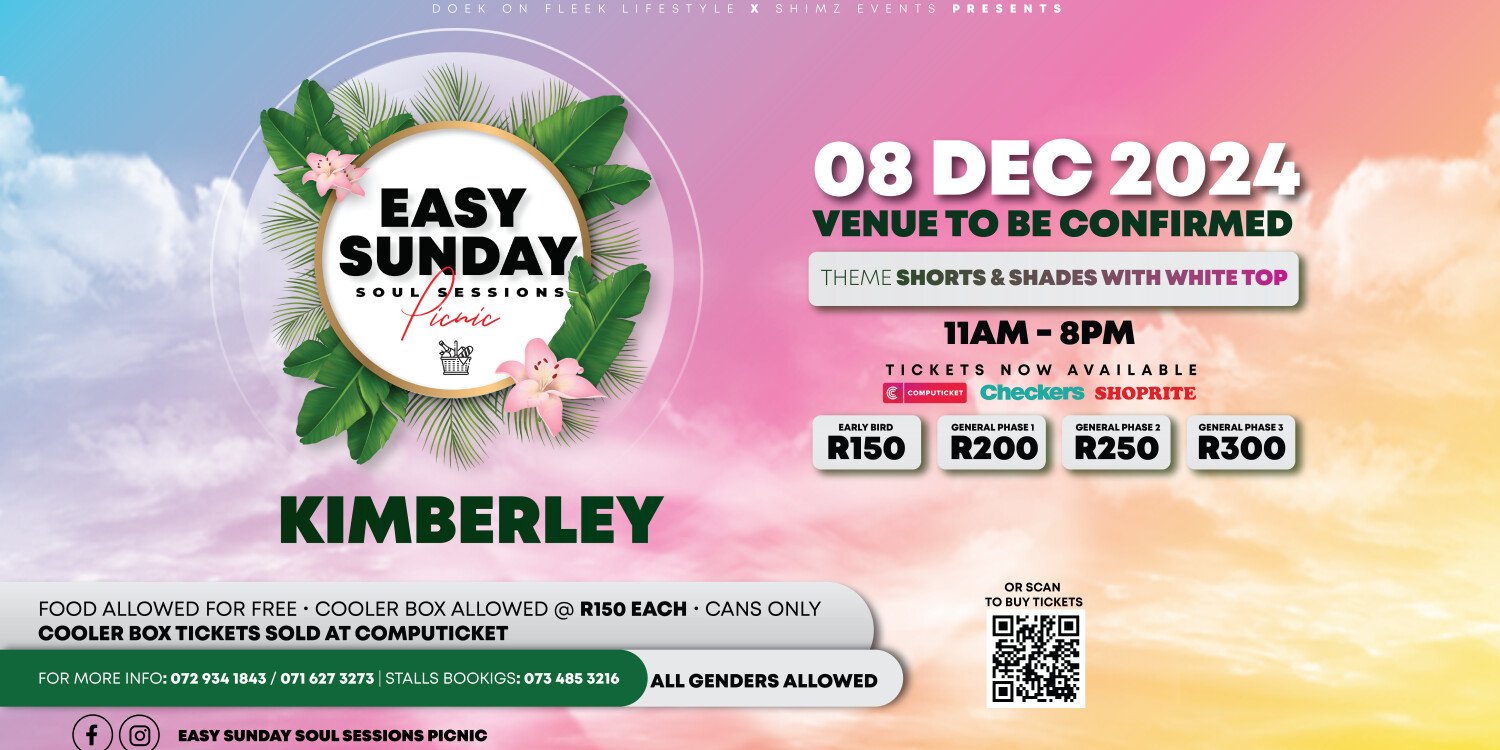 DOEK ON FLEEK LIFESTYLE X SHIMZ EVENTS PRESENTS
EASY
SUNDAY
SOUL SESSIONS
Picnic
KIMBERLEY
08 DEC 2024
VENUE TO BE CONFIRMED
THEME SHORTS & SHADES WITH WHITE TOP
11AM - 8PM
TICKETS NOW AVAILABLE
COMPUTICKET Checkers SHOPRITE
EARLY BIRD
R150
GENERAL PHASE 1
R200
GENERAL PHASE 2
R250
GENERAL PHASE 3
R300
FOOD ALLOWED FOR FREE · COOLER BOX ALLOWED @ R150 EACH · CANS ONLY
COOLER BOX TICKETS SOLD AT COMPUTICKET
FOR MORE INFO: 072 934 1843 / 071 627 3273 | STALLS BOOKIGS: 073 485 3216
ALL GENDERS ALLOWED
EASY SUNDAY SOUL SESSIONS PICNIC
OR SCAN
TO BUY TICKETS